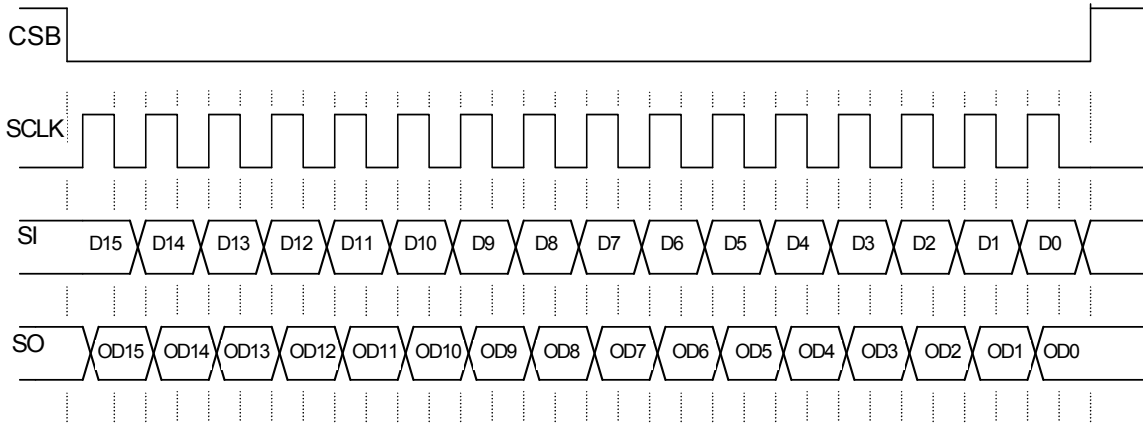 CSB
SCLK
SI D15 D14 D13 D12 D11 D10 D9 D8 D7 D6 D5 D4 D3 D2 D1 D0
SO OD15 OD14 OD13 OD12 OD11 OD10 OD9 OD8 OD7 OD6 OD5 OD4 OD3 OD2 OD1 OD0